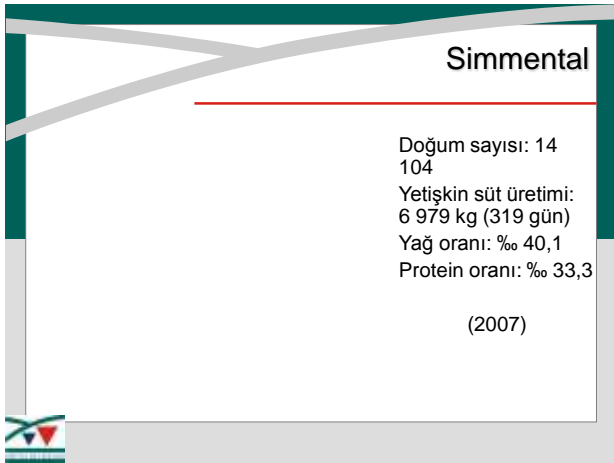 Simmental
Doğum sayısı: 14
104
Yetişkin süt üretimi:
6 979 kg (319 gün)
Yağ oranı: ‰ 40,1
Protein oranı: ‰ 33,3
(2007)